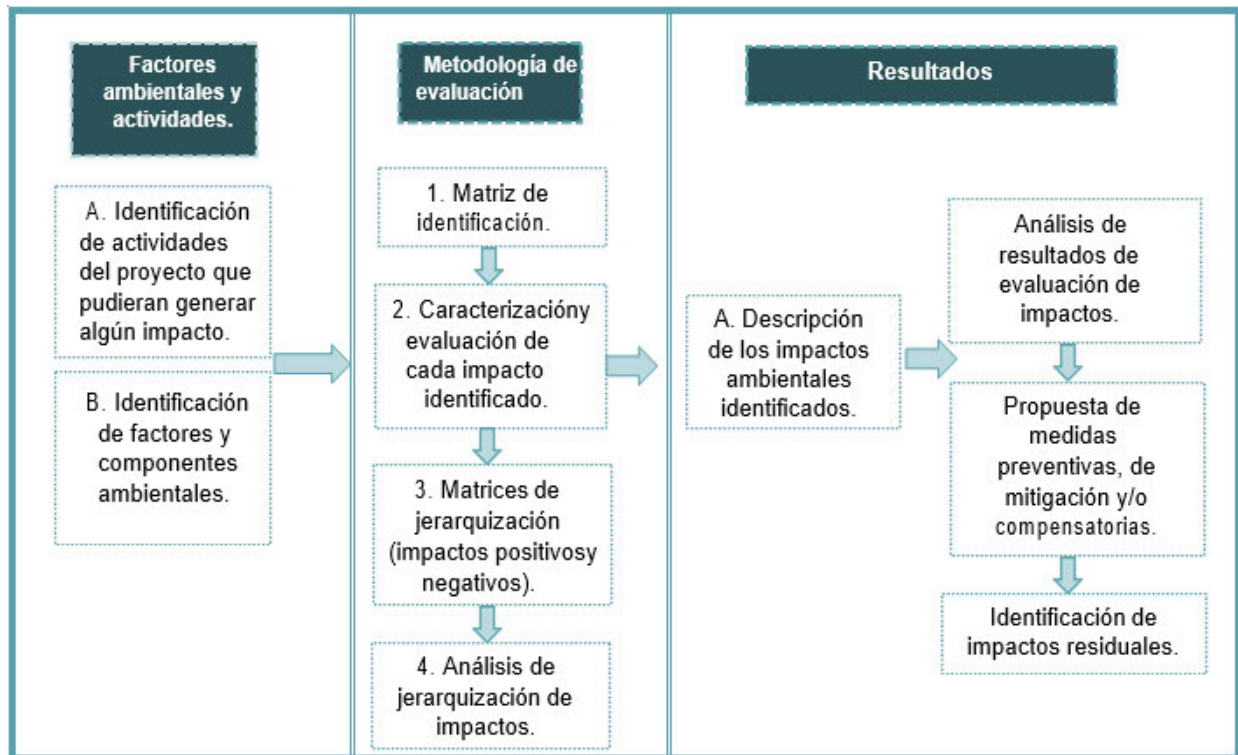 Factores
ambientales y
actividades.
A. Identificación
de actividades
del proyecto que
pudieran generar
algún impacto.
B. Identificación
de factores y
componentes
ambientales.
Metodología de
evaluación
1. Matriz de
identificación.
2. Caracterizacióny
evaluación de
cada impacto
identificado.
3. Matrices de
jerarquización
(impactos positivosy
negativos).
4. Análisis de
jerarquización de
impactos.
Resultados
A. Descripción
de los impactos
ambientales
identificados.
Análisis de
resultados de
evaluación de
impactos.
Propuesta de
medidas
preventivas, de
mitigación y/o
compensatorias.
Identificación de
impactos residuales.